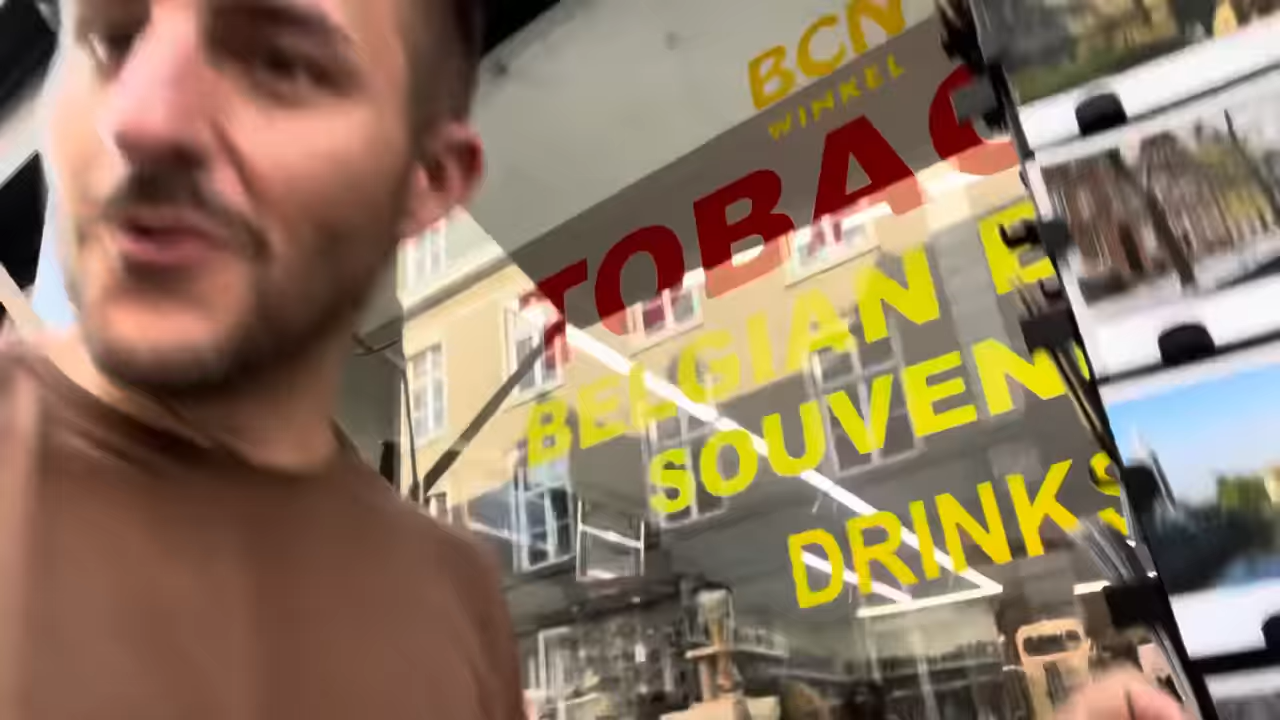 BCN
WINKEL
TOBAC
BELGIAN
SOUVEN
DRINKS